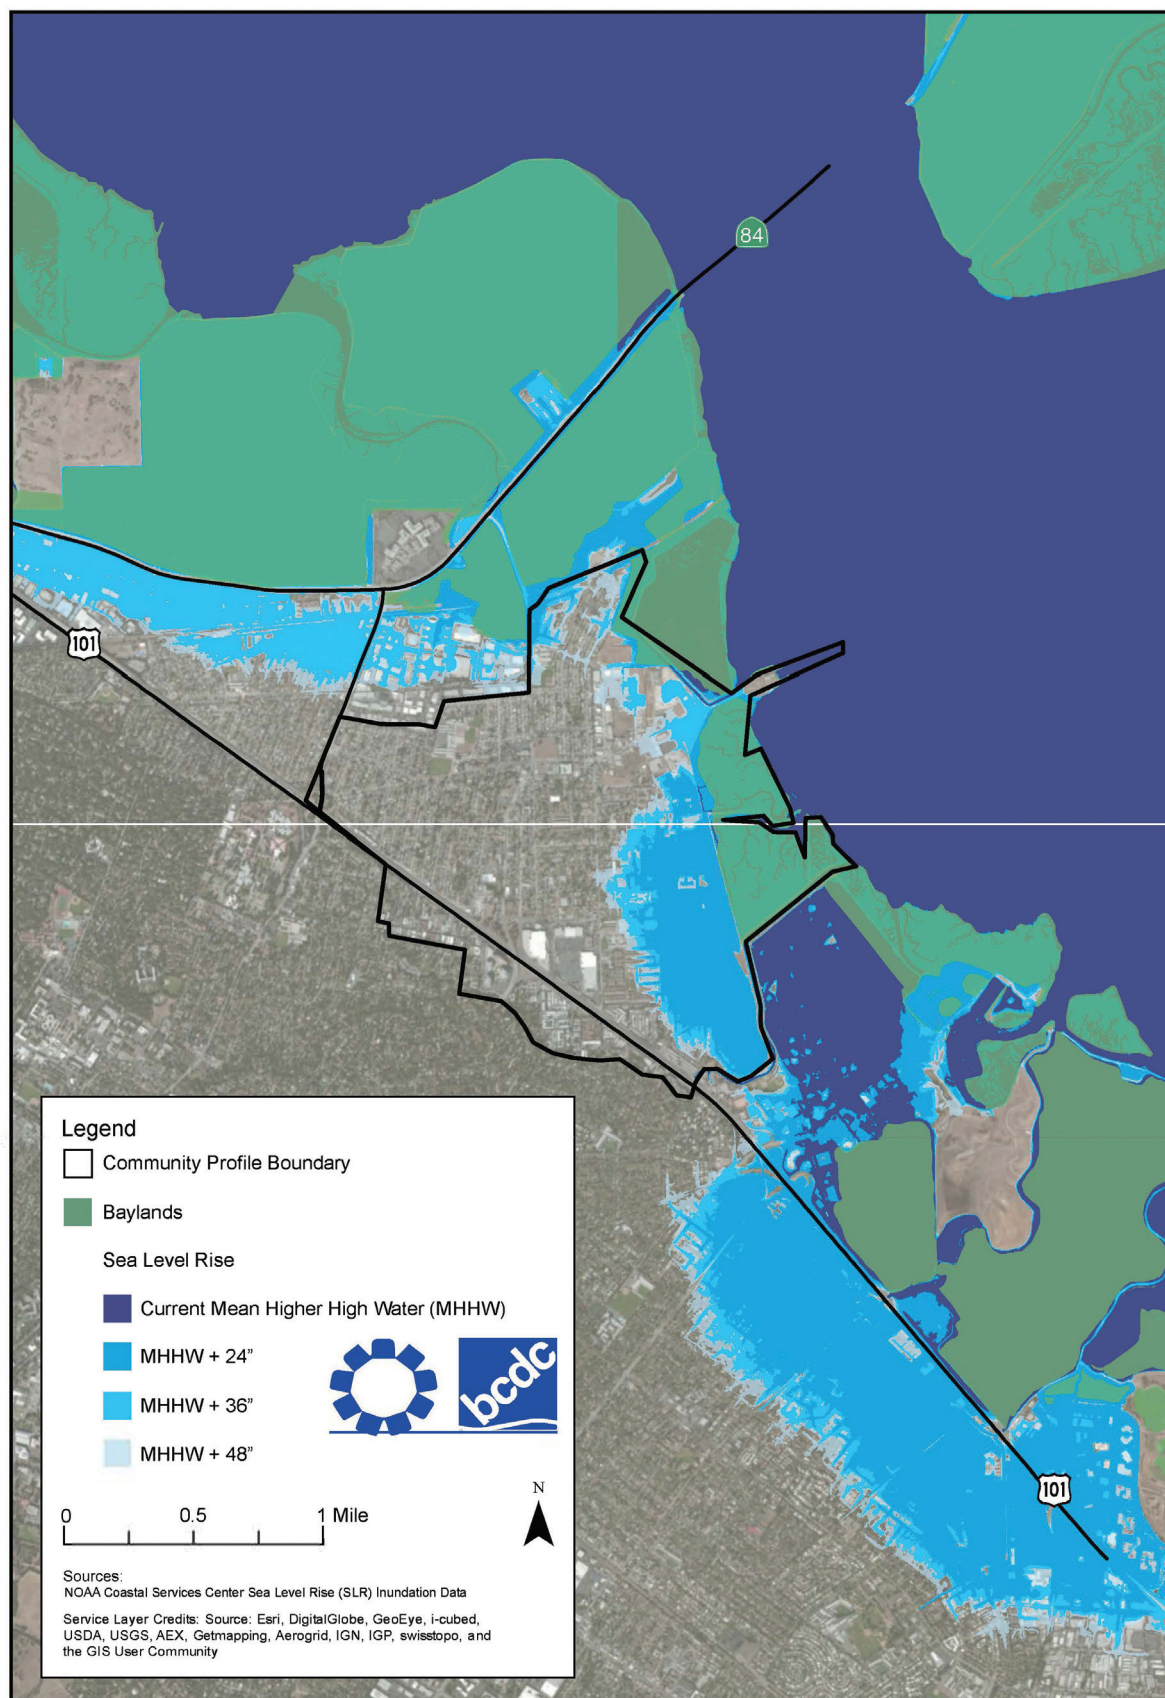 84
101
101
Legend
Community Profile Boundary
Baylands
Sea Level Rise
Current Mean Higher High Water (MHHW)
MHHW + 24”
MHHW + 36”
MHHW + 48”
bcdc
N
0 0.5 1 Mile
Sources:
NOAA Coastal Services Center Sea Level Rise (SLR) Inundation Data
Service Layer Credits: Source: Esri, DigitalGlobe, GeoEye, i-cubed,
USDA, USGS, AEX, Getmapping, Aerogrid, IGN, IGP, swisstopo, and
the GIS User Community